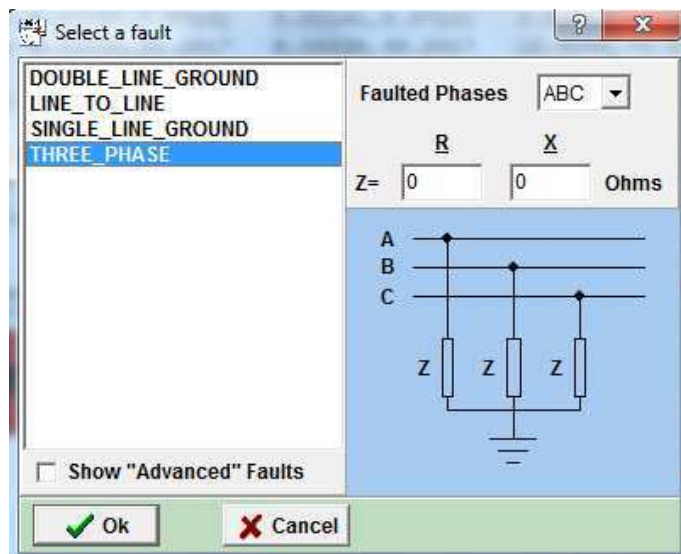 Select a fault
?
DOUBLE_LINE_GROUND
LINE_TO_LINE
SINGLE_LINE_GROUND
THREE_PHASE
Show "Advanced" Faults
Faulted Phases ABC
R X
Z= 0 0 Ohms
A
B
C
Z Z Z
Ok Cancel